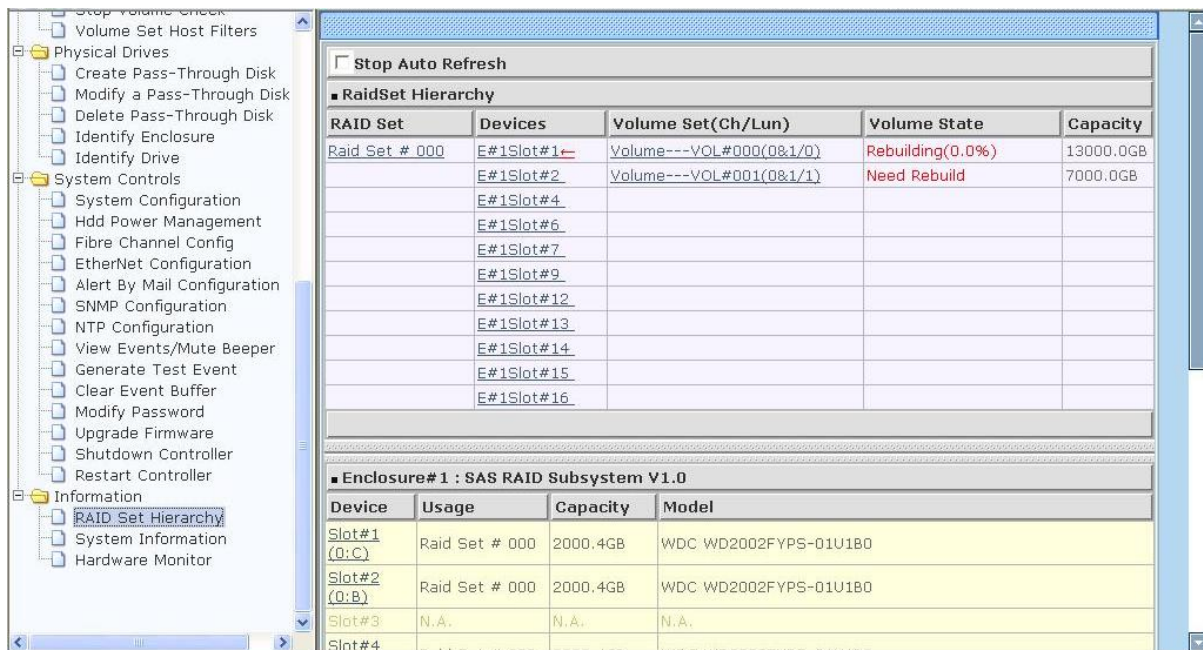 Stop Volume Check
Volume Set Host Filters
Physical Drives
Create Pass-Through Disk
Modify a Pass-Through Disk
Delete Pass-Through Disk
Identify Enclosure
Identify Drive
System Controls
System Configuration
Hdd Power Management
Fibre Channel Config
EtherNet Configuration
Alert By Mail Configuration
SNMP Configuration
NTP Configuration
View Events/Mute Beeper
Generate Test Event
Clear Event Buffer
Modify Password
Upgrade Firmware
Shutdown Controller
Restart Controller
Information
RAID Set Hierarchy
System Information
Hardware Monitor
Stop Auto Refresh
RaidSet Hierarchy
RAID Set Devices Volume Set(Ch/Lun) Volume State Capacity
Raid Set # 000 E#1Slot#1← Volume---VOL#000(0&1/0) Rebuilding(0.0%) 13000.0GB
E#1Slot#2 Volume---VOL#001(0&1/1) Need Rebuild 7000.0GB
E#1Slot#4
E#1Slot#6
E#1Slot#7
E#1Slot#9
E#1Slot#12
E#1Slot#13
E#1Slot#14
E#1Slot#15
E#1Slot#16
Enclosure#1 : SAS RAID Subsystem V1.0
Device Usage Capacity Model
Slot#1 (0:C) Raid Set # 000 2000.4GB WDC WD2002FYPS-01U1B0
Slot#2 (0:B) Raid Set # 000 2000.4GB WDC WD2002FYPS-01U1B0
Slot#3 N.A. N.A. N.A.
Slot#4